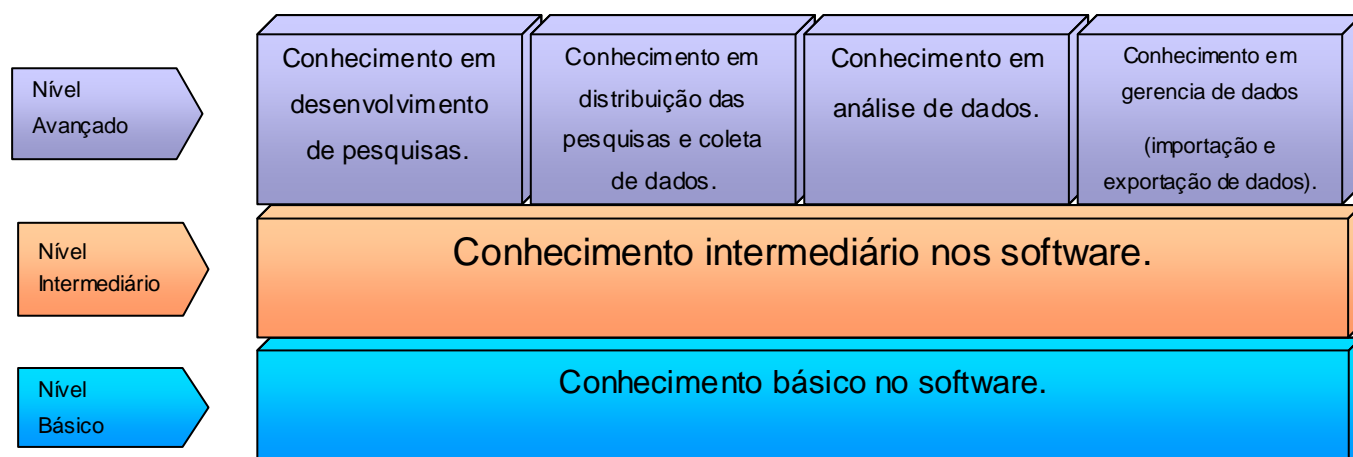 Nível
Avançado
Conhecimento em
desenvolvimento
de pesquisas.
Conhecimento em
distribuição das
pesquisas e coleta
de dados.
Conhecimento em
análise de dados.
Conhecimento em
gerencia de dados
(importação e
exportação de dados).
Nível
Intermediário
Conhecimento intermediário nos software.
Nível
Básico
Conhecimento básico no software.